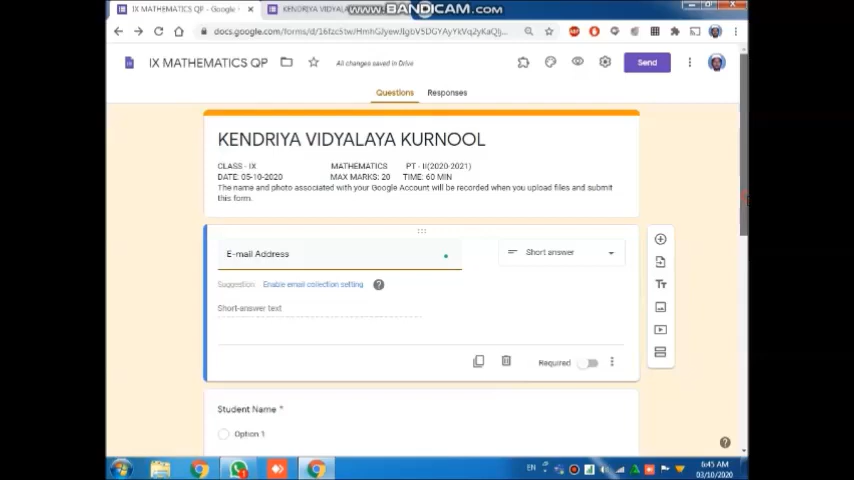 IX MATHEMATICS QP - Google
KENDRIYA VIDYALA
www.BANDICAM.com
docs.google.com/forms/d/
IX MATHEMATICS QP
All changes saved in Drive
Send
Questions
Responses
KENDRIYA VIDYALAYA KURNOOL
CLASS - IX MATHEMATICS PT - II(2020-2021)
DATE: 05-10-2020 MAX MARKS: 20 TIME: 60 MIN
The name and photo associated with your Google Account will be recorded when you upload files and submit
this form.
E-mail Address
Short answer
Suggestion: Enable email collection setting
Short-answer text
Required
Student Name *
Option 1
EN
6:45 AM
03/10/2020